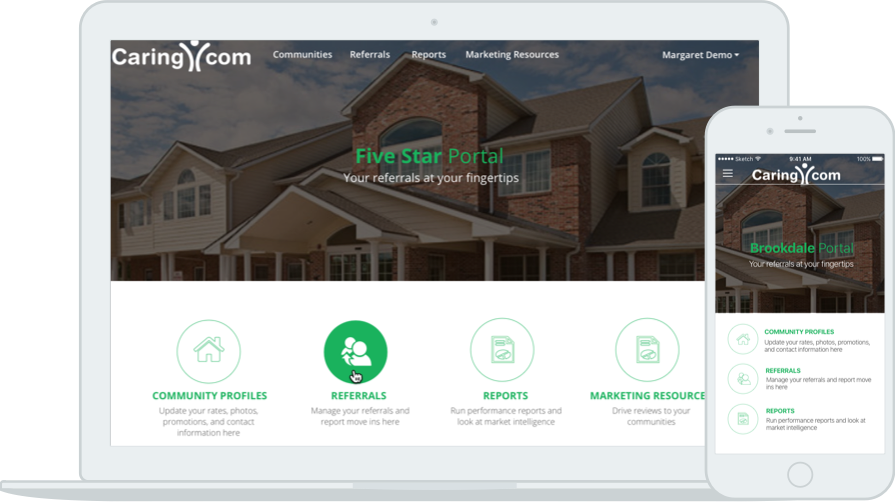 Caring.com
Communities Referrals Reports Marketing Resources Margaret Demo
Five Star Portal
Your referrals at your fingertips
COMMUNITY PROFILES
Update your rates, photos,
promotions, and contact
information here
REFERRALS
Manage your referrals and
report move ins here
REPORTS
Run performance reports and
look at market intelligence
MARKETING RESOURCE
Drive reviews to your
communities
Sketch 9:41 AM 100%
Caring.com
Brookdale Portal
Your referrals at your fingertips
COMMUNITY PROFILES
Update your rates, photos, promotions,
and contact information here
REFERRALS
Manage your referrals and report move
ins here
REPORTS
Run performance reports and look at
market intelligence